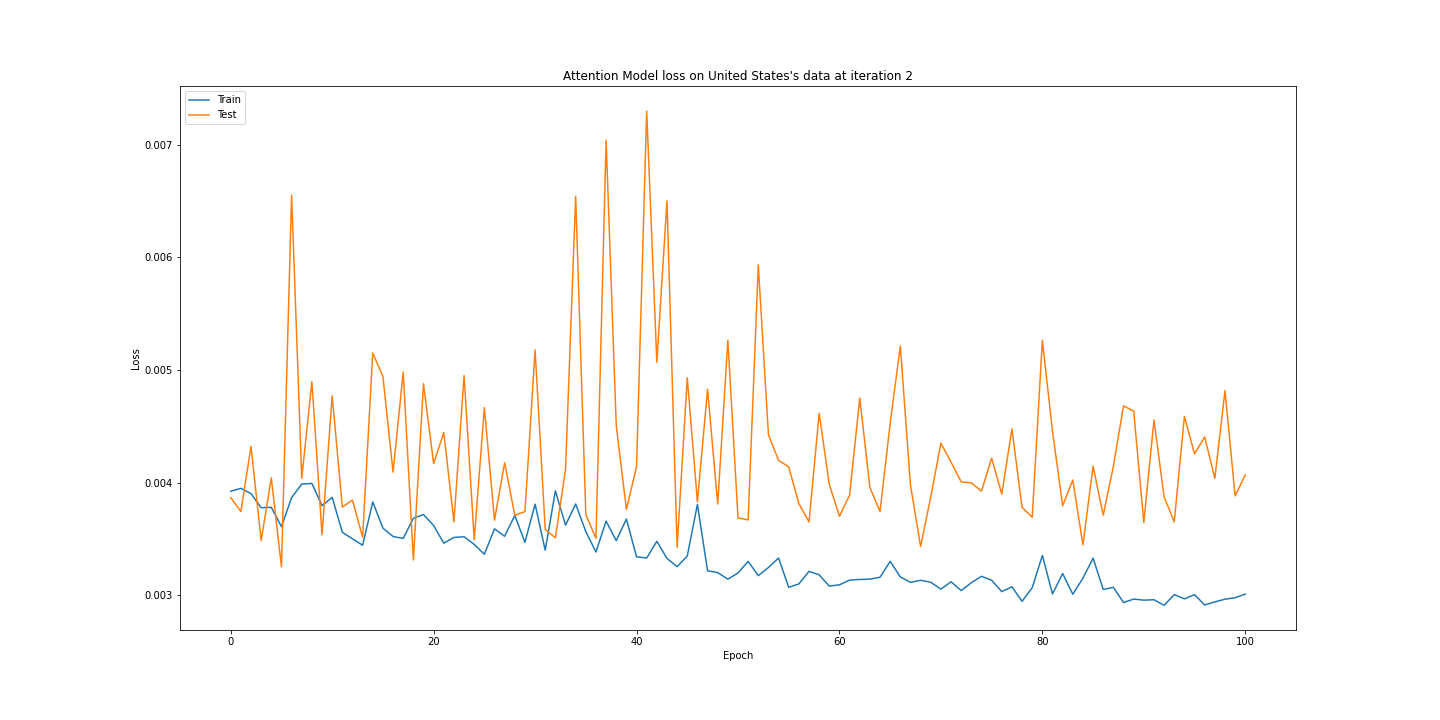 Attention Model loss on United States's data at iteration 2
Train
Test
0.007
0.006
0.005
0.004
0.003
Loss
0
20
40
60
80
100
Epoch